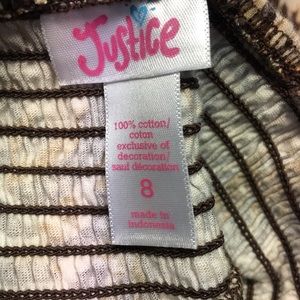 Justice
100% cotton/
coton
exclusive of
decoration/
sauf décoration
8
made in
indonesia